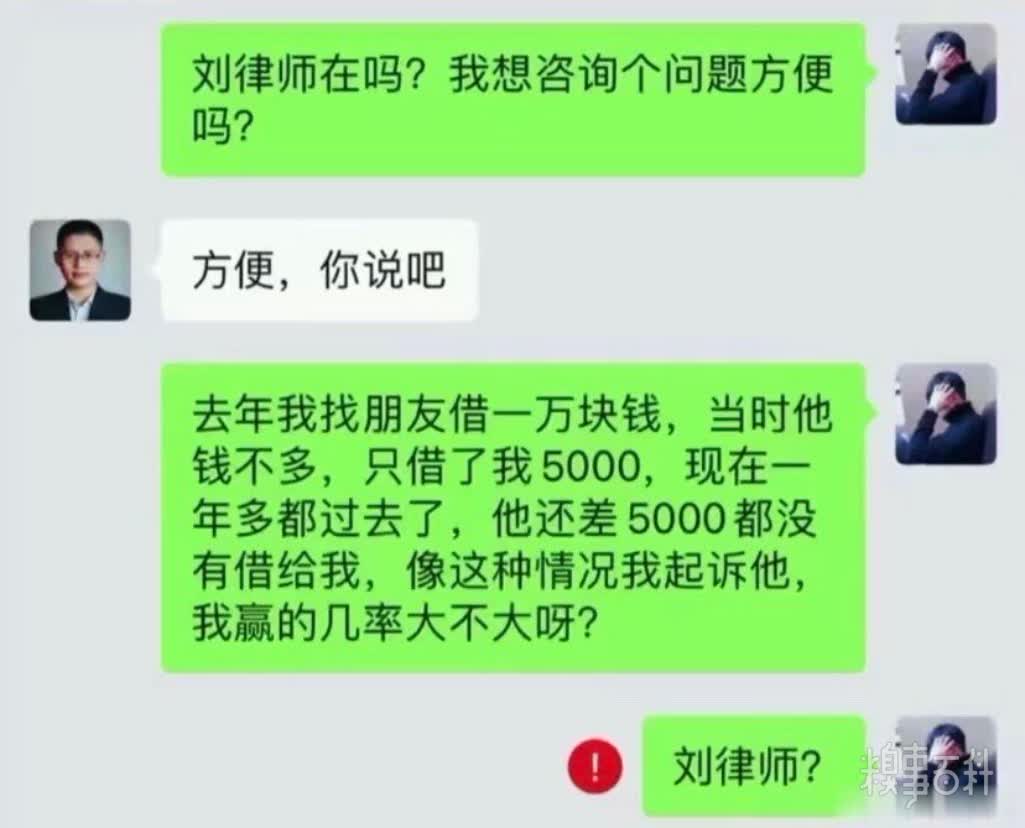 刘律师在吗？我想咨询个问题方便
吗？
方便，你说吧
去年我找朋友借一万块钱，当时他
钱不多，只借了我5000，现在一
年多都过去了，他还差5000都没
有借给我，像这种情况我起诉他，
我赢的几率大不大呀？
!
刘律师？
糗事百科